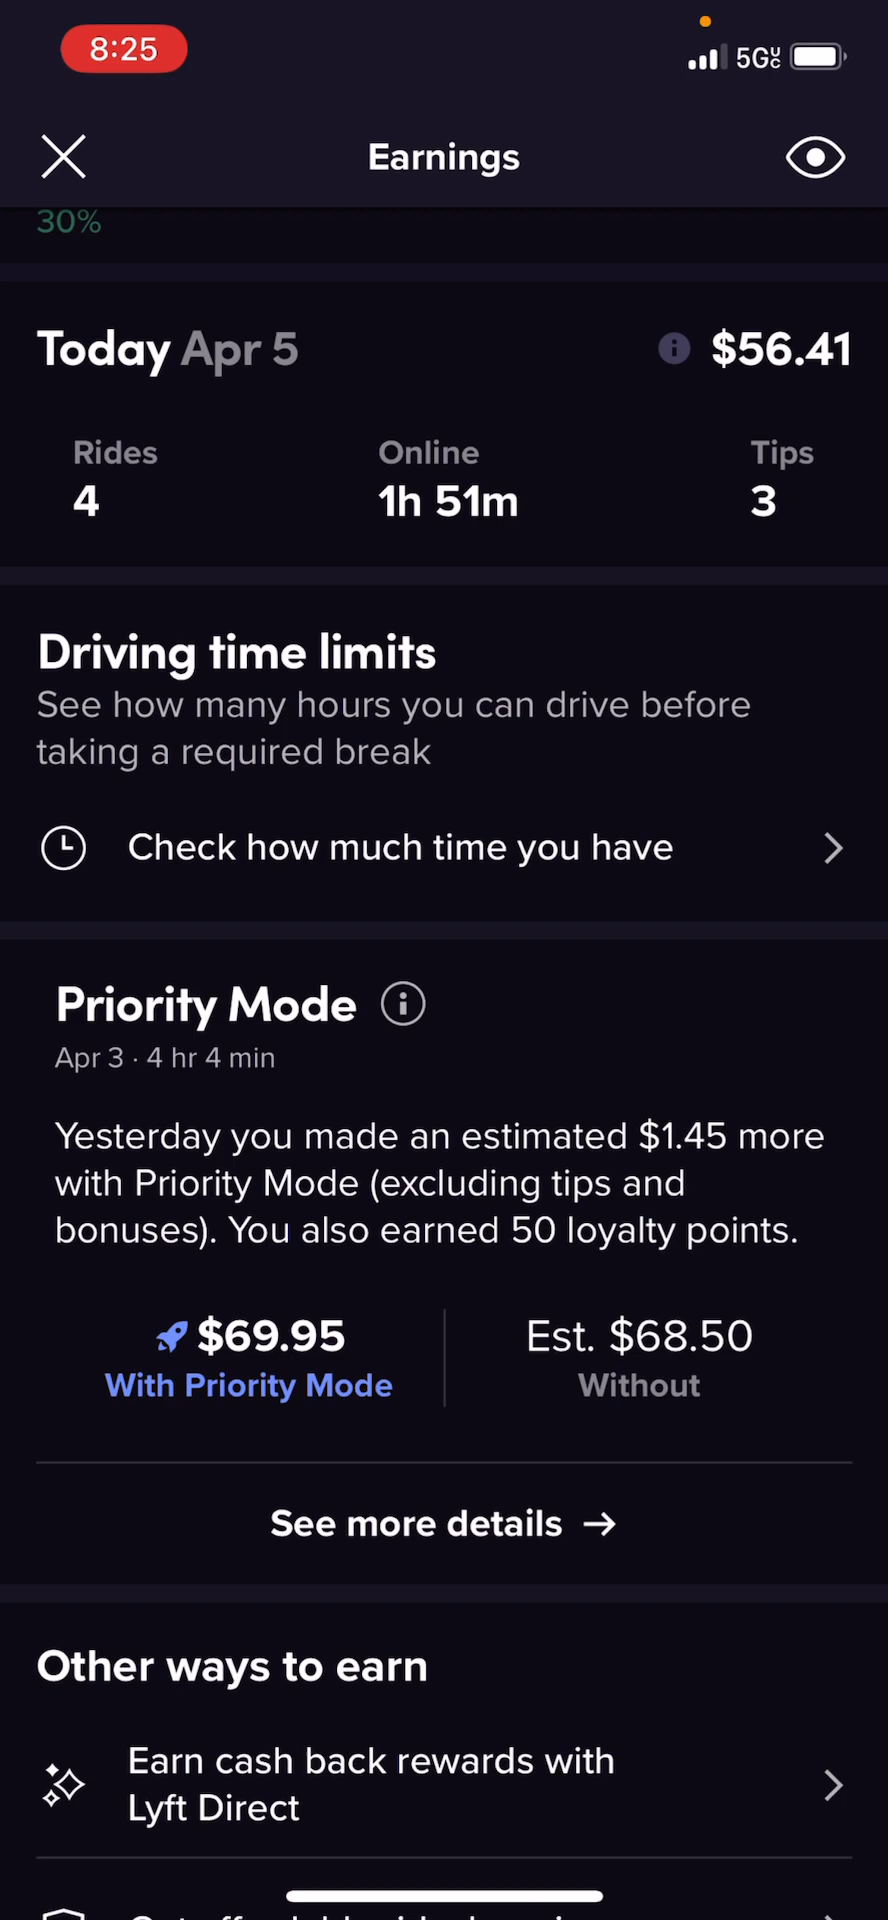 8:25
5GUC
Earnings
30%
Today Apr 5
$56.41
Rides
Online
Tips
4
1h 51m
3
Driving time limits
See how many hours you can drive before
taking a required break
Check how much time you have
Priority Mode
Apr 3 · 4 hr 4 min
Yesterday you made an estimated $1.45 more
with Priority Mode (excluding tips and
bonuses). You also earned 50 loyalty points.
$69.95
Est. $68.50
With Priority Mode
Without
See more details →
Other ways to earn
Earn cash back rewards with
Lyft Direct